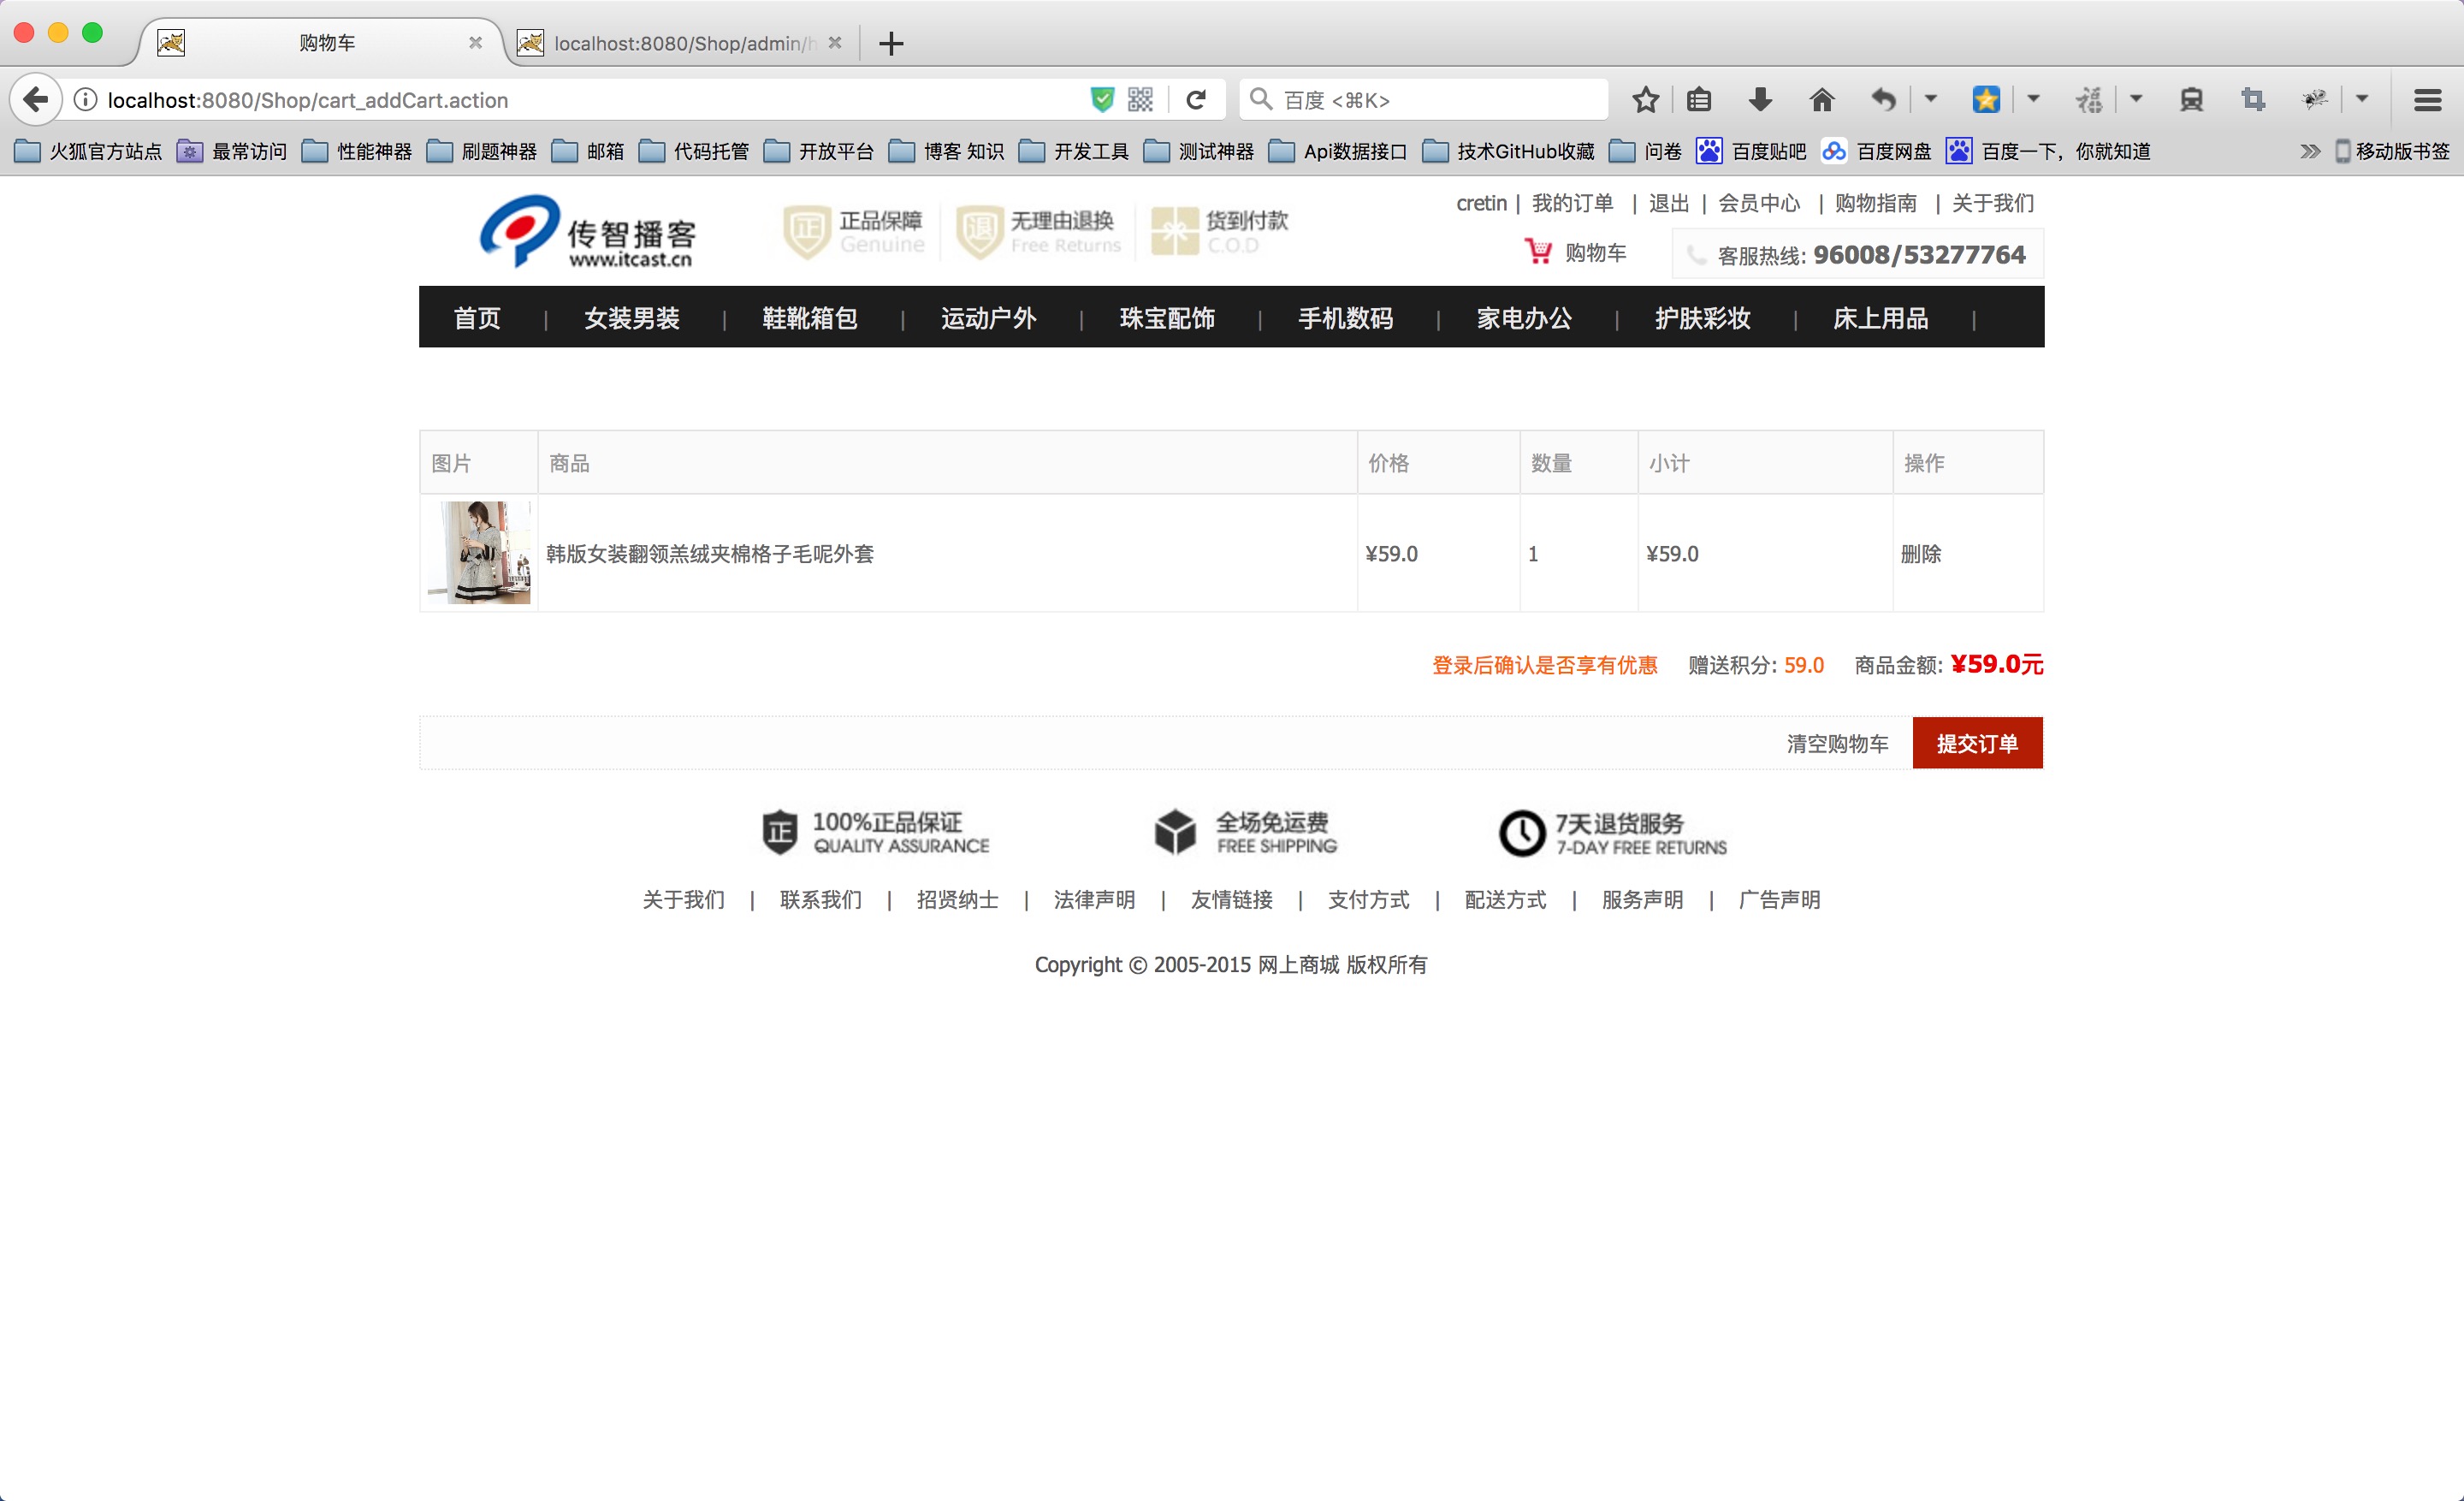 购物车
localhost:8080/Shop/admin/h
localhost:8080/Shop/cart_addCart.action
百度 <⌘K>
火狐官方站点 最常访问 性能神器 刷题神器 邮箱 代码托管 开放平台 博客 知识 开发工具 测试神器 Api数据接口 技术GitHub收藏 问卷 百度贴吧 百度网盘 百度一下，你就知道 移动版书签
cretin | 我的订单 | 退出 | 会员中心 | 购物指南 | 关于我们
传智播客
www.itcast.cn
正 正品保障
Genuine
退 无理由退换
Free Returns
货到付款
C.O.D
购物车
客服热线: 96008/53277764
首页 | 女装男装 | 鞋靴箱包 | 运动户外 | 珠宝配饰 | 手机数码 | 家电办公 | 护肤彩妆 | 床上用品 |
图片 商品 价格 数量 小计 操作
韩版女装翻领羔绒夹棉格子毛呢外套 ¥59.0 1 ¥59.0 删除
登录后确认是否享有优惠 赠送积分: 59.0 商品金额: ¥59.0元
清空购物车 提交订单
正 100%正品保证
QUALITY ASSURANCE
全场免运费
FREE SHIPPING
7天退货服务
7-DAY FREE RETURNS
关于我们 | 联系我们 | 招贤纳士 | 法律声明 | 友情链接 | 支付方式 | 配送方式 | 服务声明 | 广告声明
Copyright © 2005-2015 网上商城 版权所有